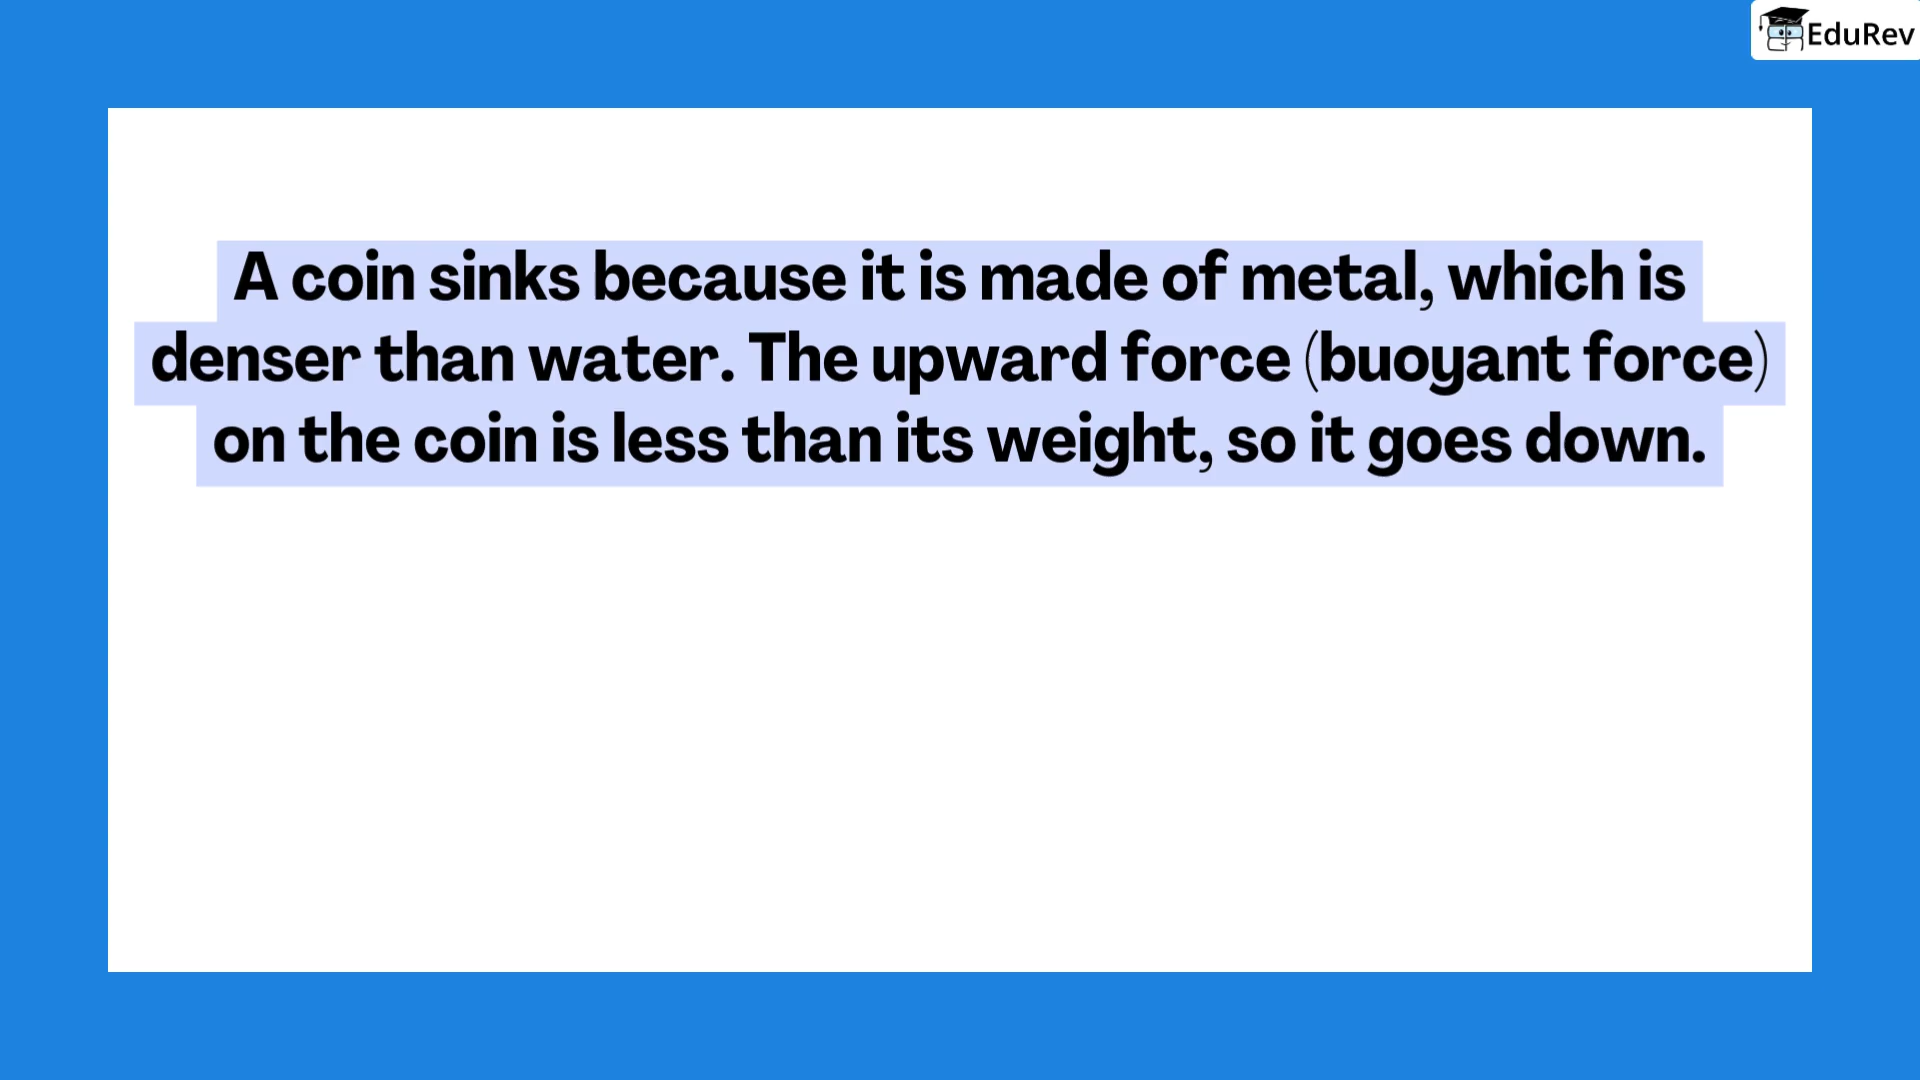 EduRev
A coin sinks because it is made of metal, which is
denser than water. The upward force (buoyant force)
on the coin is less than its weight, so it goes down.